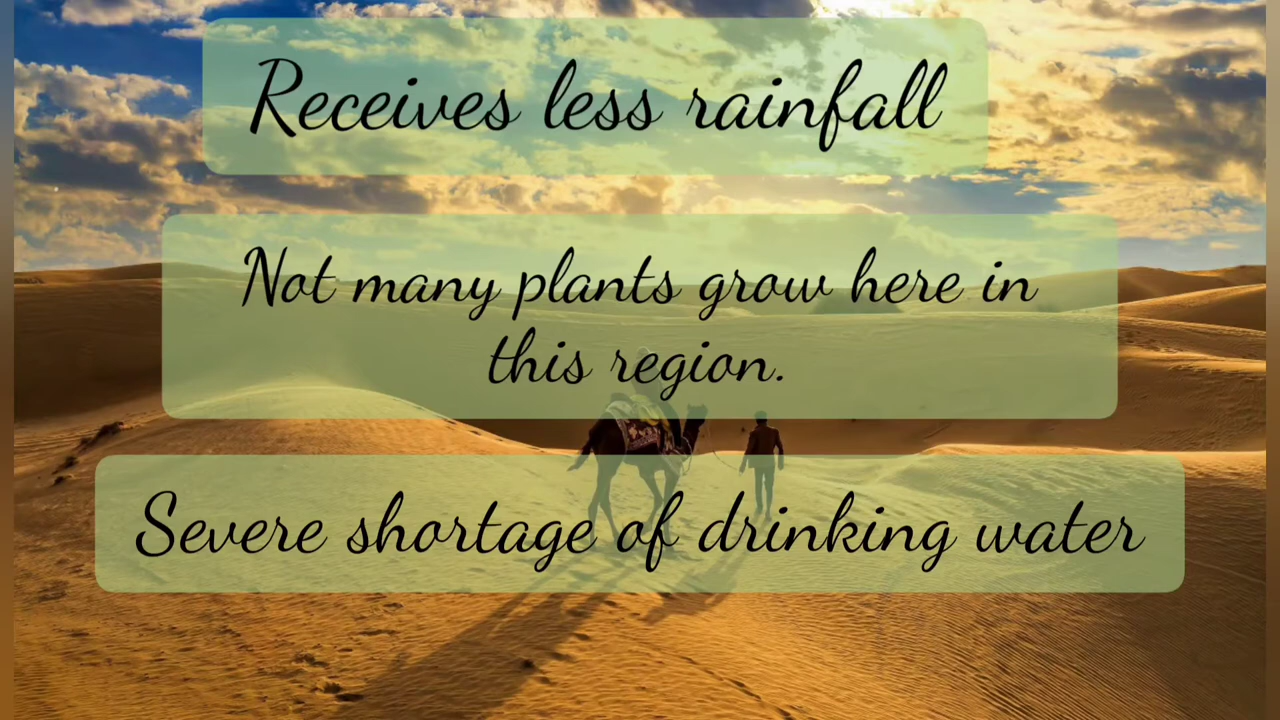 Receives less rainfall
Not many plants grow here in
this region.
Severe shortage of drinking water